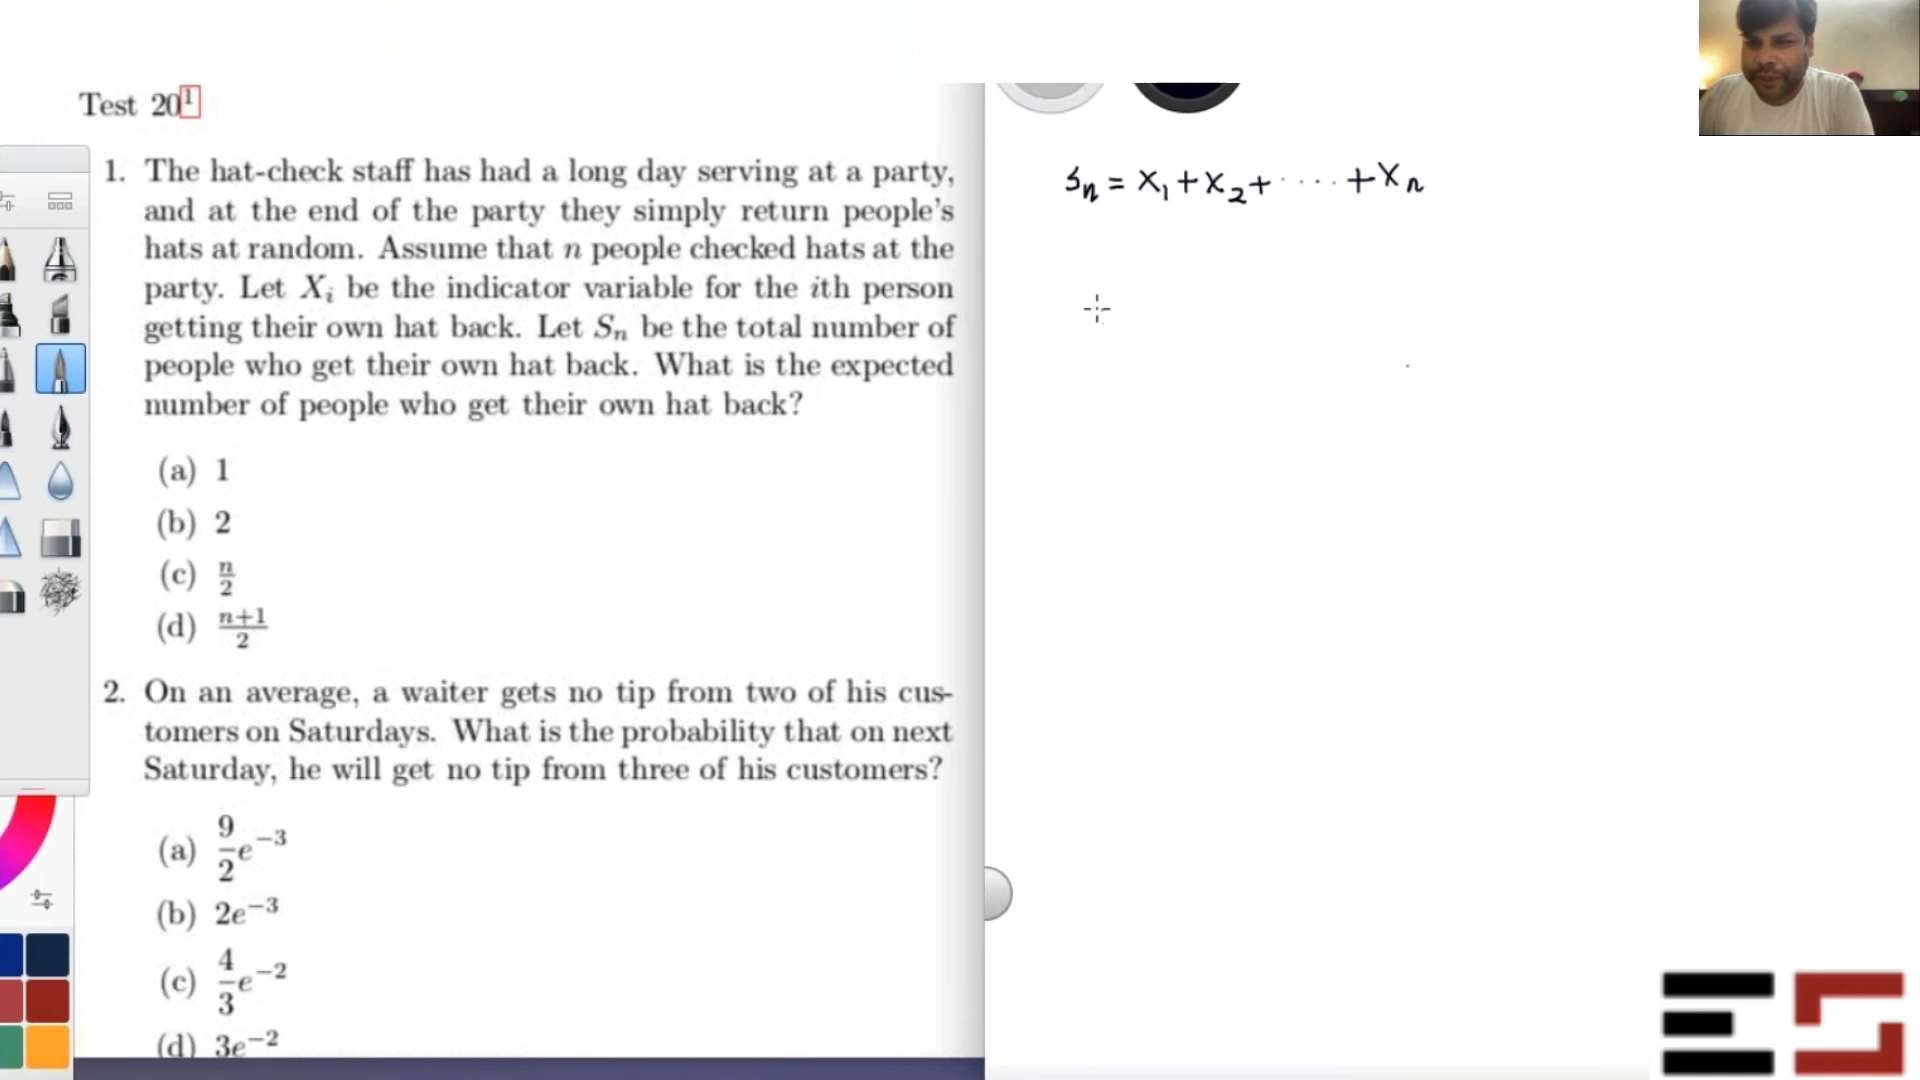 Test 20¹
1. The hat-check staff has had a long day serving at a party,
and at the end of the party they simply return people's
hats at random. Assume that n people checked hats at the
party. Let Xᵢ be the indicator variable for the ith person
getting their own hat back. Let Sₙ be the total number of
people who get their own hat back. What is the expected
number of people who get their own hat back?
(a) 1
(b) 2
(c) n/2
(d) (n+1)/2
2. On an average, a waiter gets no tip from two of his cus-
tomers on Saturdays. What is the probability that on next
Saturday, he will get no tip from three of his customers?
(a) 9/2 e⁻³
(b) 2e⁻³
(c) 4/3 e⁻²
(d) 3e⁻²
Sₙ = X₁ + X₂ + ····· + Xₙ
ES